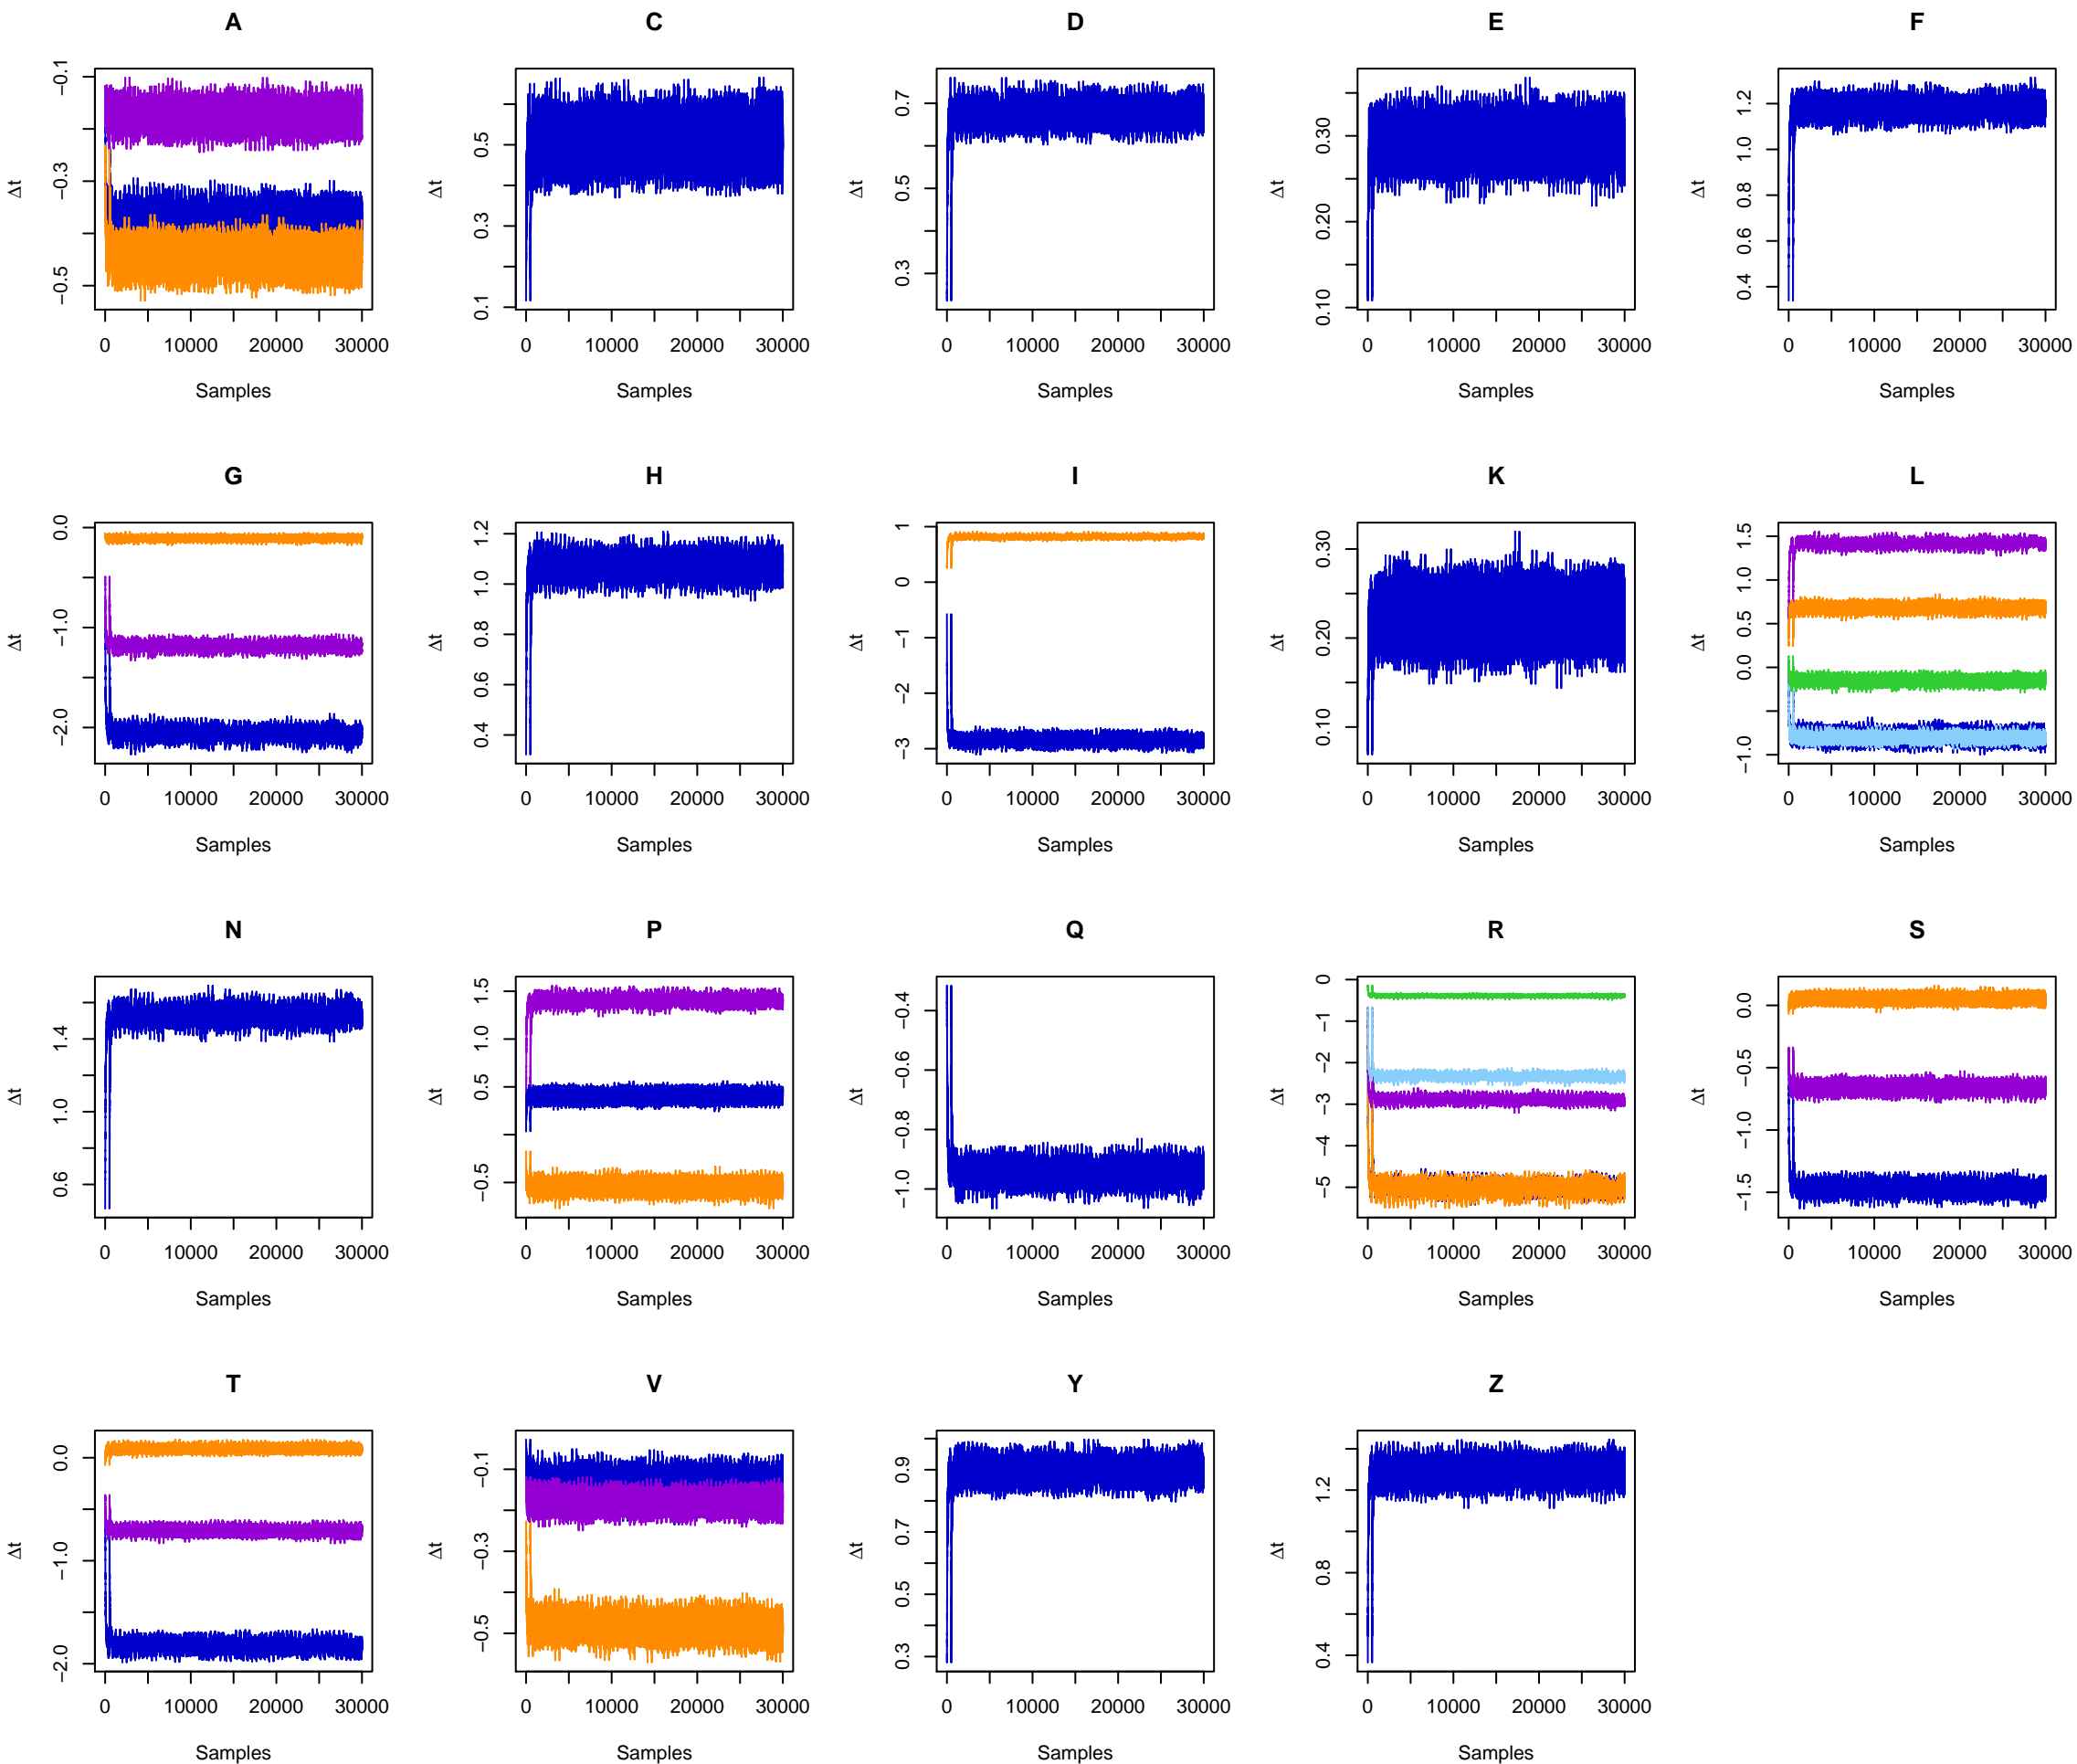 A C D E F
Δt −0.5 −0.3 −0.1 0 10000 20000 30000 Samples
Δt 0.1 0.3 0.5 0 10000 20000 30000 Samples
Δt 0.3 0.5 0.7 0 10000 20000 30000 Samples
Δt 0.10 0.20 0.30 0 10000 20000 30000 Samples
Δt 0.4 0.6 0.8 1.0 1.2 0 10000 20000 30000 Samples
G H I K L
Δt −2.0 −1.0 0.0 0 10000 20000 30000 Samples
Δt 0.4 0.6 0.8 1.0 1.2 0 10000 20000 30000 Samples
Δt −3 −2 −1 0 1 0 10000 20000 30000 Samples
Δt 0.10 0.20 0.30 0 10000 20000 30000 Samples
Δt −1.0 0.0 0.5 1.0 1.5 0 10000 20000 30000 Samples
N P Q R S
Δt 0.6 1.0 1.4 0 10000 20000 30000 Samples
Δt −0.5 0.5 1.0 1.5 0 10000 20000 30000 Samples
Δt −1.0 −0.8 −0.6 −0.4 0 10000 20000 30000 Samples
Δt −5 −4 −3 −2 −1 0 0 10000 20000 30000 Samples
Δt −1.5 −1.0 −0.5 0.0 0 10000 20000 30000 Samples
T V Y Z
Δt −2.0 −1.0 0.0 0 10000 20000 30000 Samples
Δt −0.5 −0.3 −0.1 0 10000 20000 30000 Samples
Δt 0.3 0.5 0.7 0.9 0 10000 20000 30000 Samples
Δt 0.4 0.8 1.2 0 10000 20000 30000 Samples